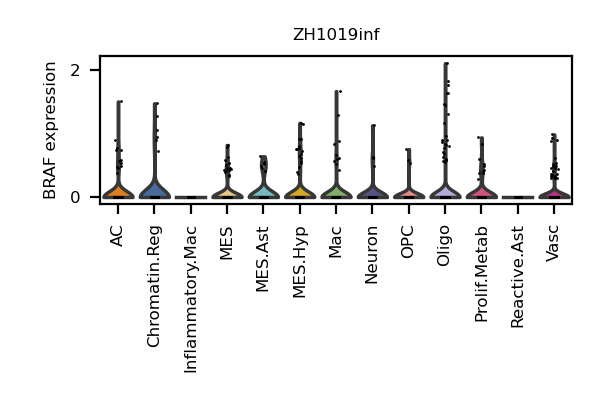 ZH1019inf
BRAF expression
2
0
AC
Chromatin.Reg
Inflammatory.Mac
MES
MES.Ast
MES.Hyp
Mac
Neuron
OPC
Oligo
Prolif.Metab
Reactive.Ast
Vasc